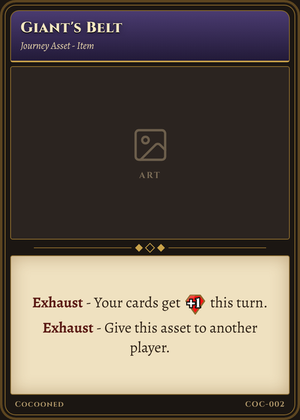 Giant's Belt
Journey Asset - Item
ART
Exhaust - Your cards get +1 this turn.
Exhaust - Give this asset to another
player.
Cocooned
COC-002